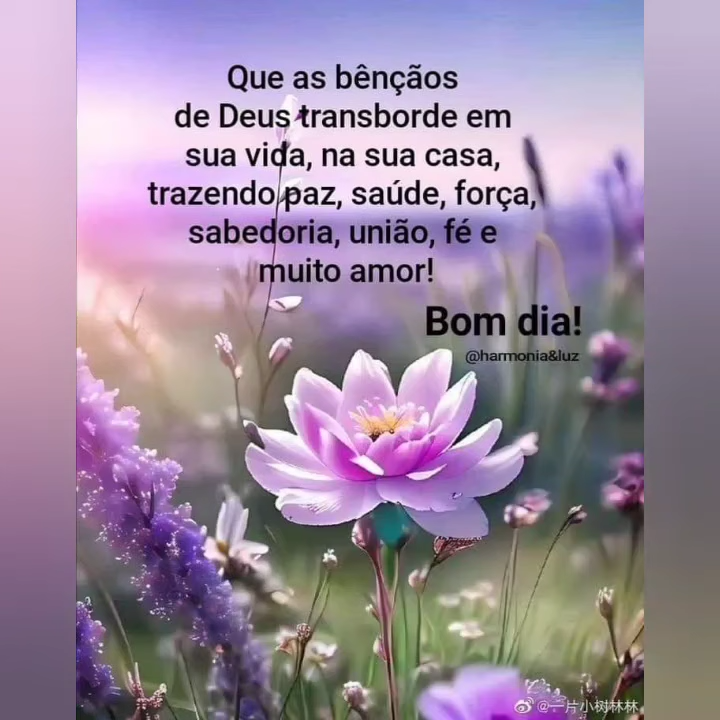 Que as bênçãos
de Deus transborde em
sua vida, na sua casa,
trazendo paz, saúde, força,
sabedoria, união, fé e
muito amor!
Bom dia!
@harmonia&luz
@一片小树林林